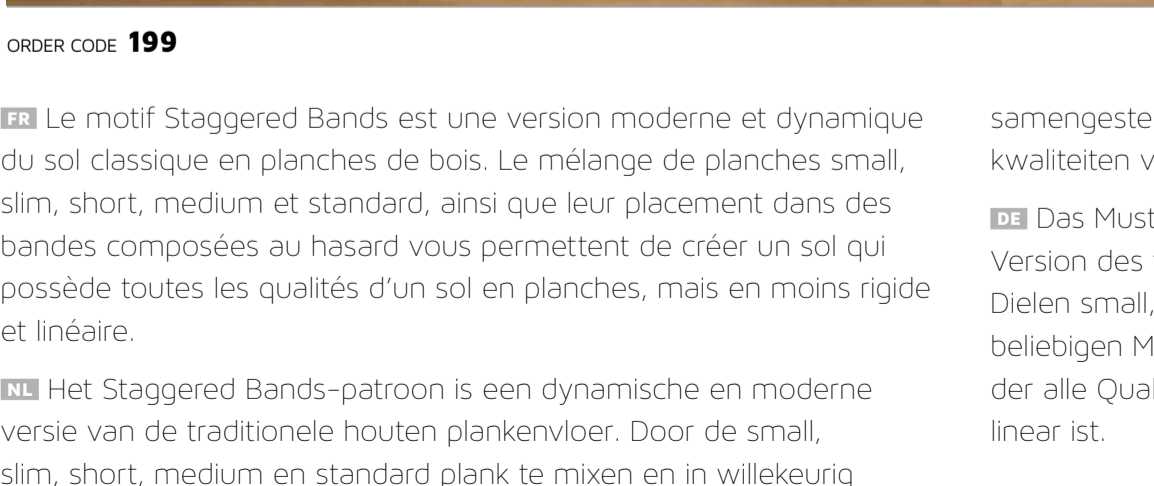 ORDER CODE 199
FR Le motif Staggered Bands est une version moderne et dynamique
du sol classique en planches de bois. Le mélange de planches small,
slim, short, medium et standard, ainsi que leur placement dans des
bandes composées au hasard vous permettent de créer un sol qui
possède toutes les qualités d’un sol en planches, mais en moins rigide
et linéaire.
NL Het Staggered Bands-patroon is een dynamische en moderne
versie van de traditionele houten plankenvloer. Door de small,
slim, short, medium en standard plank te mixen en in willekeurig
samengeste
kwaliteiten v
DE Das Must
Version des
Dielen small,
beliebigen M
der alle Qual
linear ist.